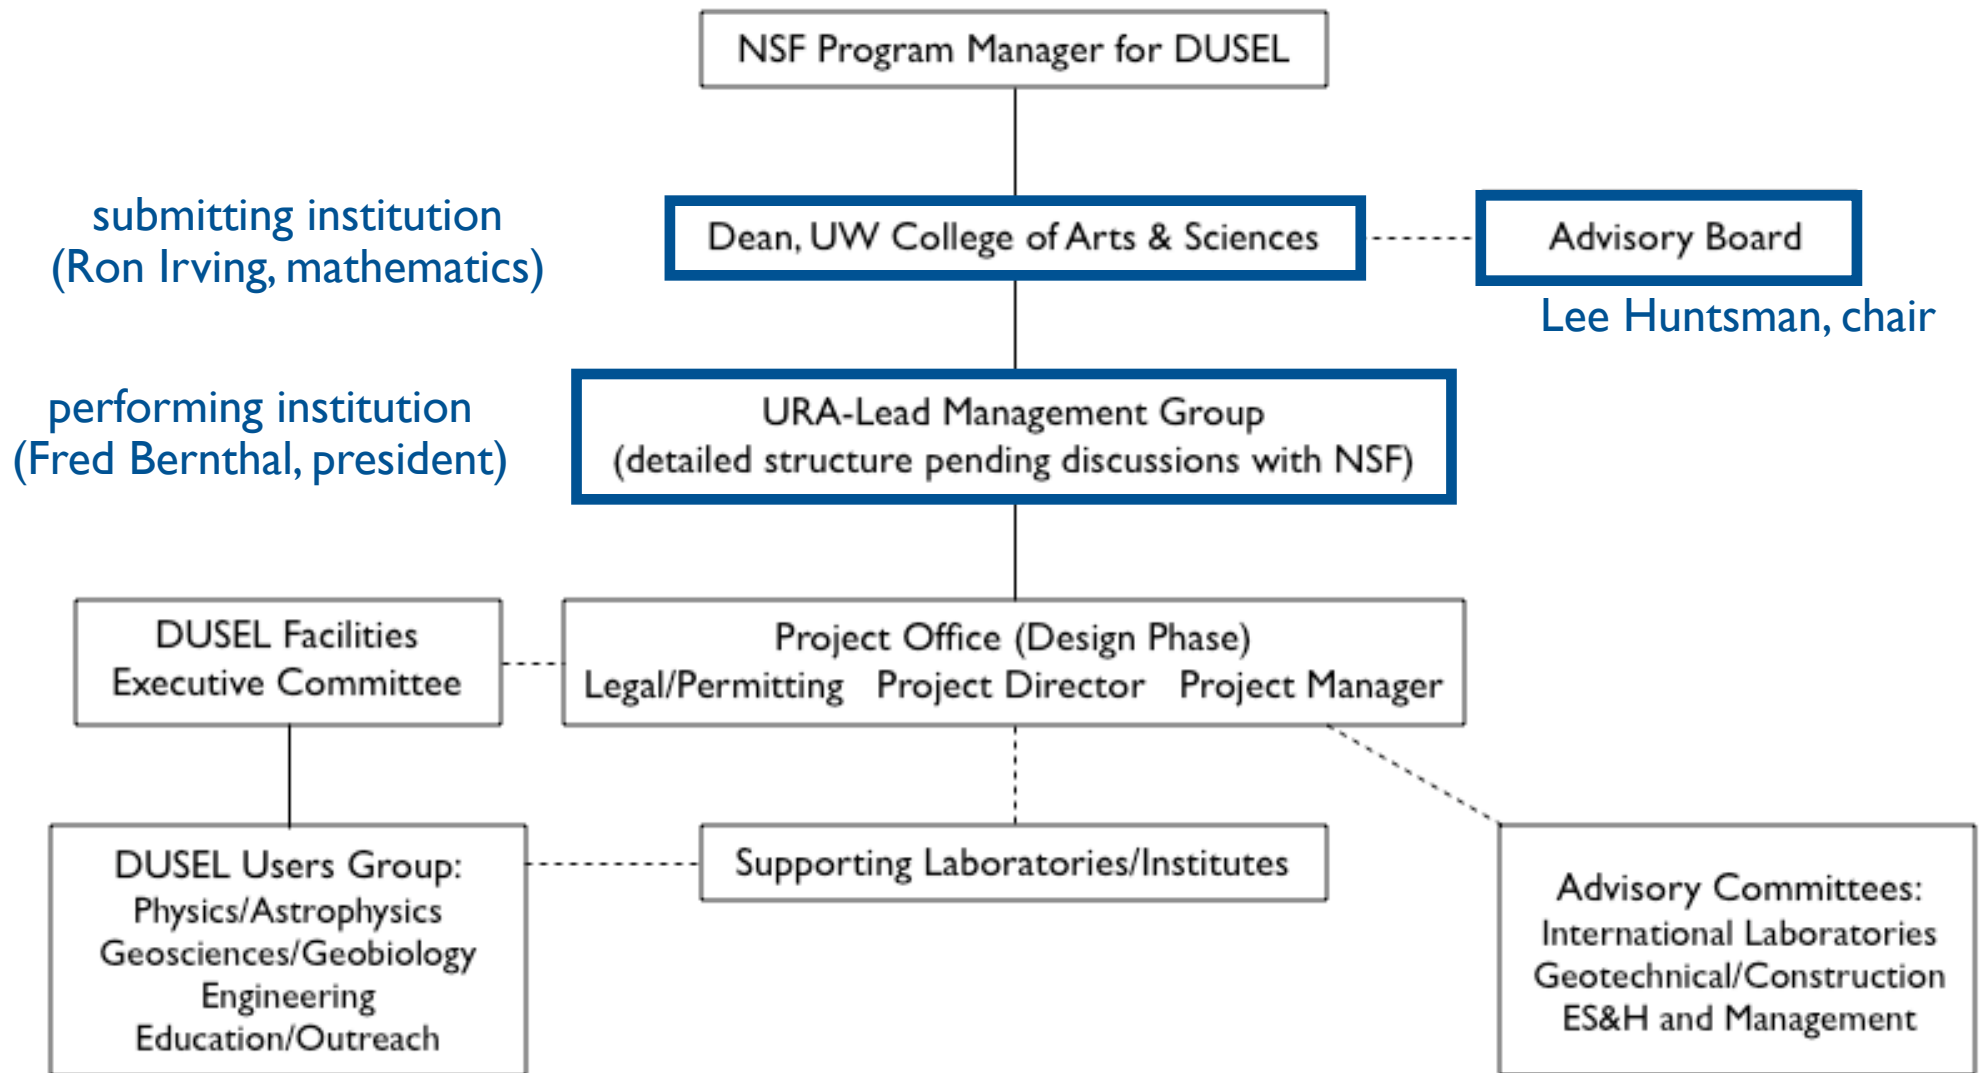 NSF Program Manager for DUSEL
submitting institution
(Ron Irving, mathematics)
Dean, UW College of Arts & Sciences
Advisory Board
Lee Huntsman, chair
performing institution
(Fred Bernthal, president)
URA-Lead Management Group
(detailed structure pending discussions with NSF)
DUSEL Facilities
Executive Committee
Project Office (Design Phase)
Legal/Permitting Project Director Project Manager
DUSEL Users Group:
Physics/Astrophysics
Geosciences/Geobiology
Engineering
Education/Outreach
Supporting Laboratories/Institutes
Advisory Committees:
International Laboratories
Geotechnical/Construction
ES&H and Management